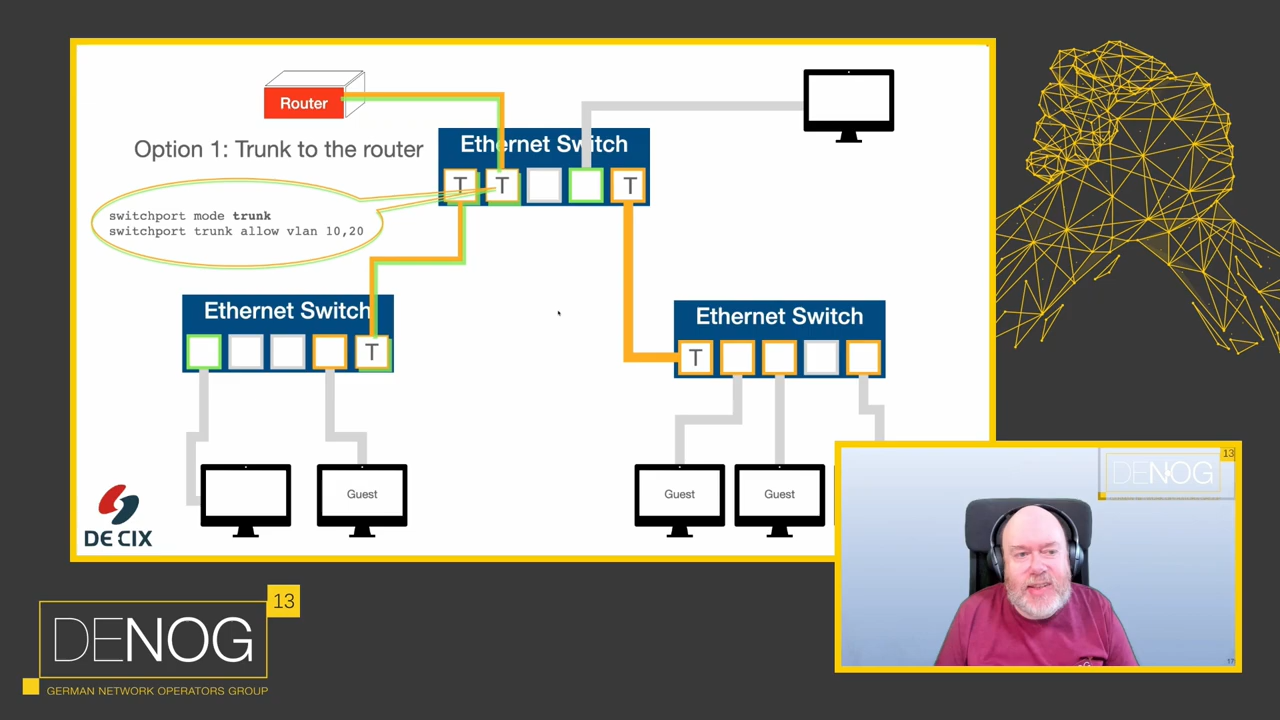 Router
Option 1: Trunk to the router
Ethernet Switch
T
T
T
switchport mode trunk
switchport trunk allow vlan 10,20
Ethernet Switch
T
Ethernet Switch
T
Guest
Guest
Guest
DE CIX
DENOG
13
17
DENOG
13
GERMAN NETWORK OPERATORS GROUP